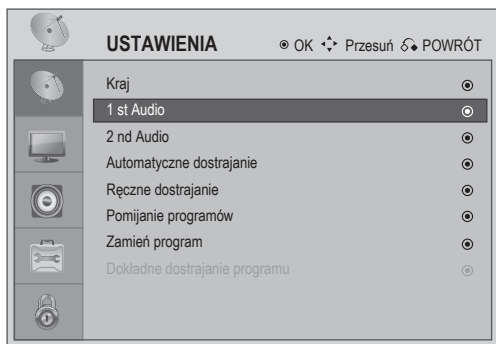 USTAWIENIA OK Przesuń POWRÓT
Kraj
1 st Audio
2 nd Audio
Automatyczne dostrajanie
Ręczne dostrajanie
Pomijanie programów
Zamień program
Dokładne dostrajanie programu